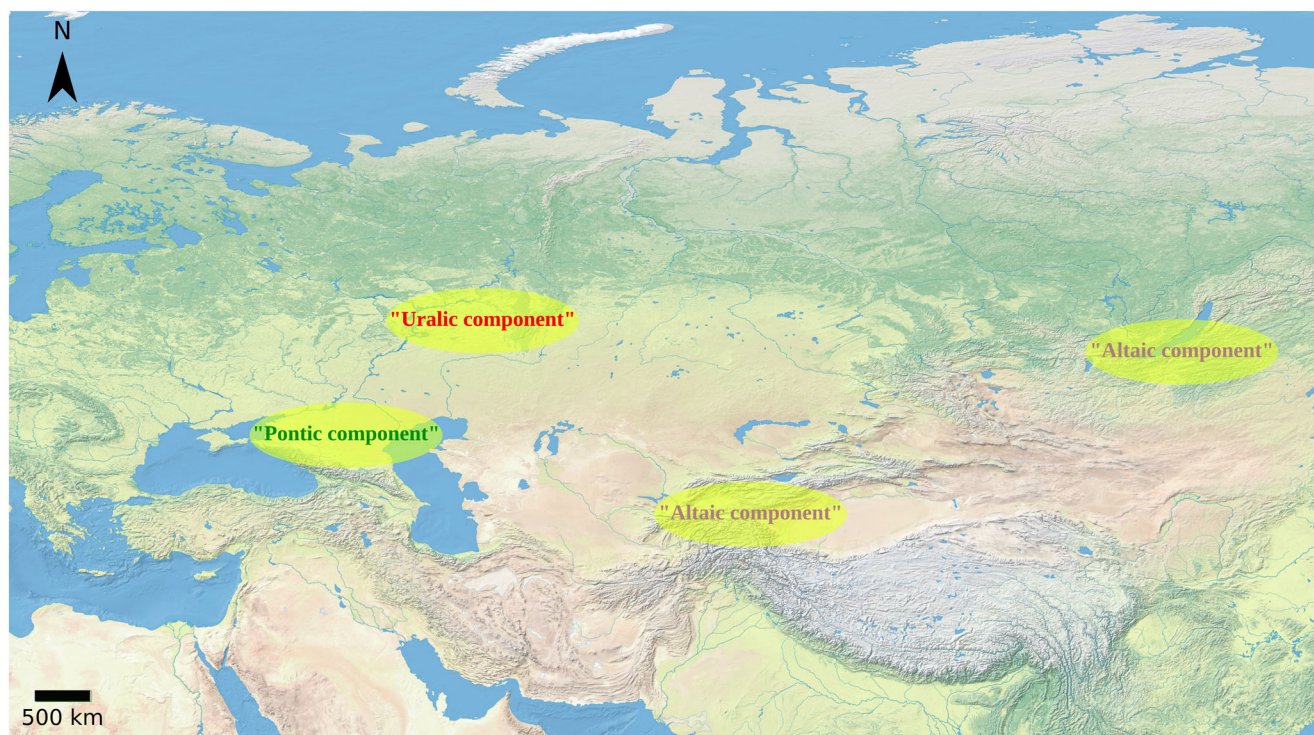 N
"Uralic component"
"Altaic component"
"Pontic component"
"Altaic component"
500 km